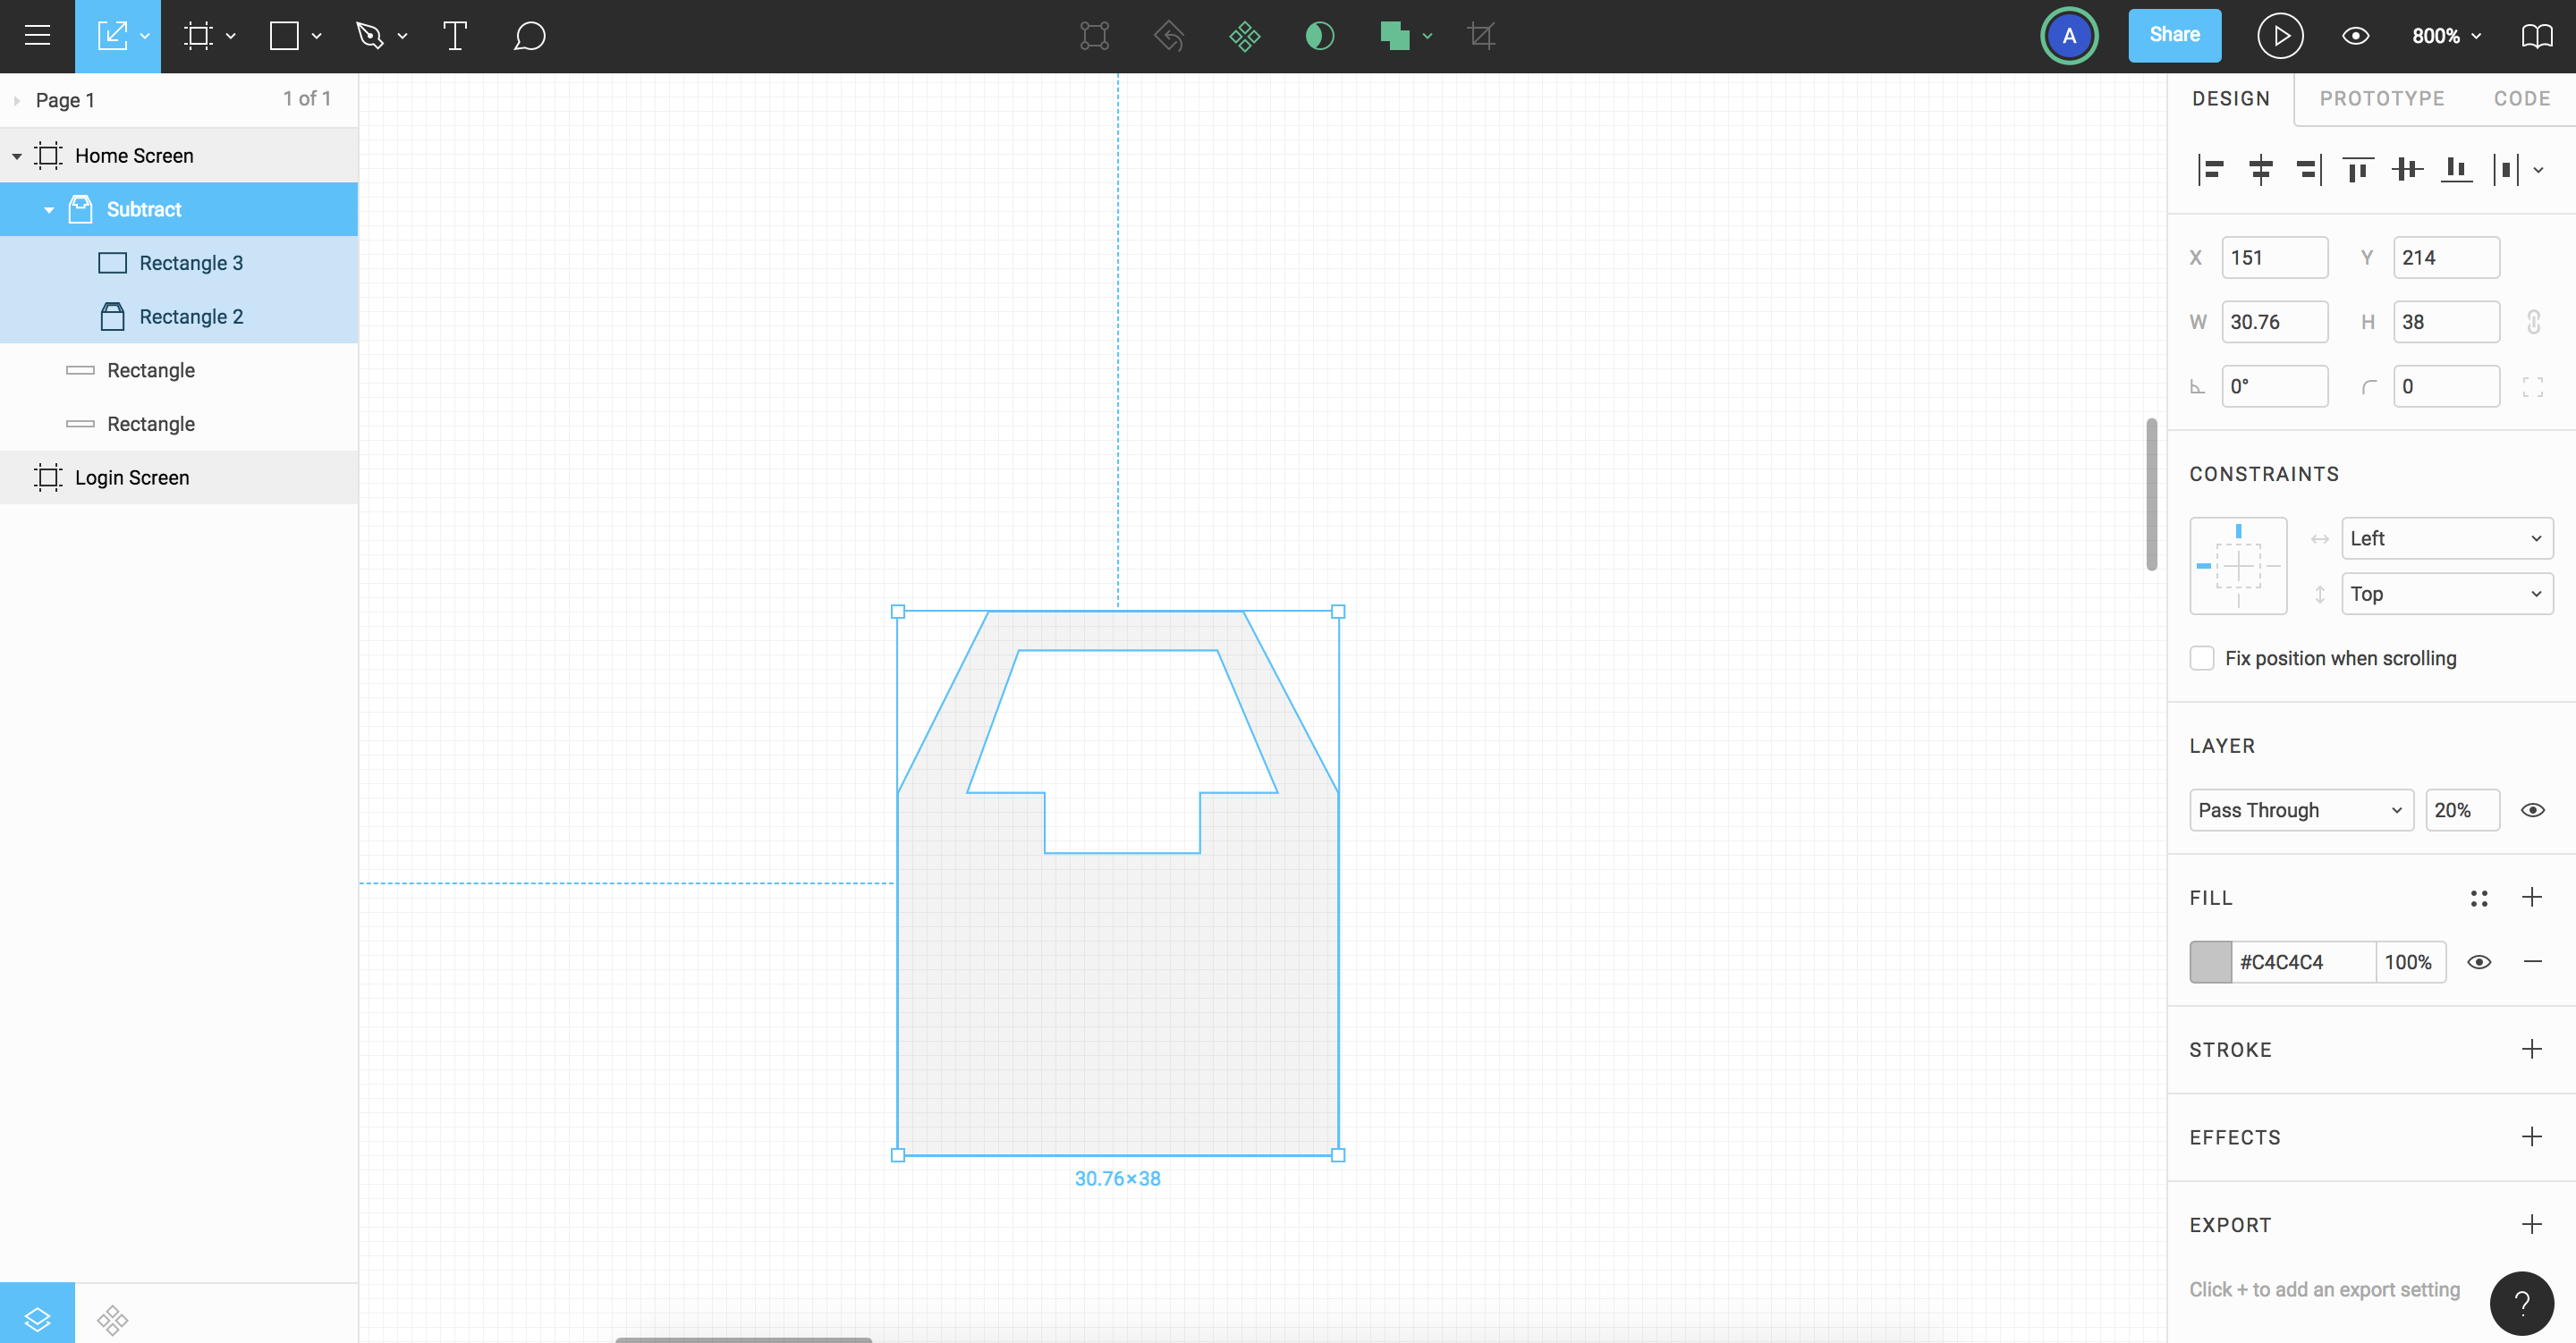 A
Share
800%
Page 1
1 of 1
Home Screen
Subtract
Rectangle 3
Rectangle 2
Rectangle
Rectangle
Login Screen
30.76×38
DESIGN
PROTOTYPE
CODE
X
151
Y
214
W
30.76
H
38
0°
0
CONSTRAINTS
Left
Top
Fix position when scrolling
LAYER
Pass Through
20%
FILL
#C4C4C4
100%
STROKE
EFFECTS
EXPORT
Click + to add an export setting
?